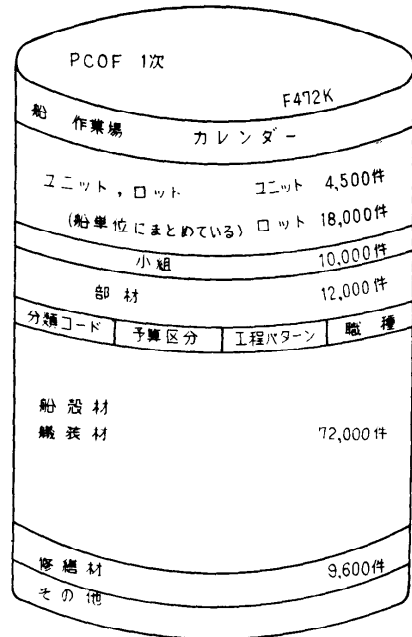 PCOF 1次
F472K
船 作業場 カレンダー
ユニット,ロット ユニット 4,500件
(船単位にまとめている) ロット 18,000件
小組 10,000件
部材 12,000件
分類コード 予算区分 工程パターン 職種
船殻材
艤装材 72,000件
修繕材 9,600件
その他